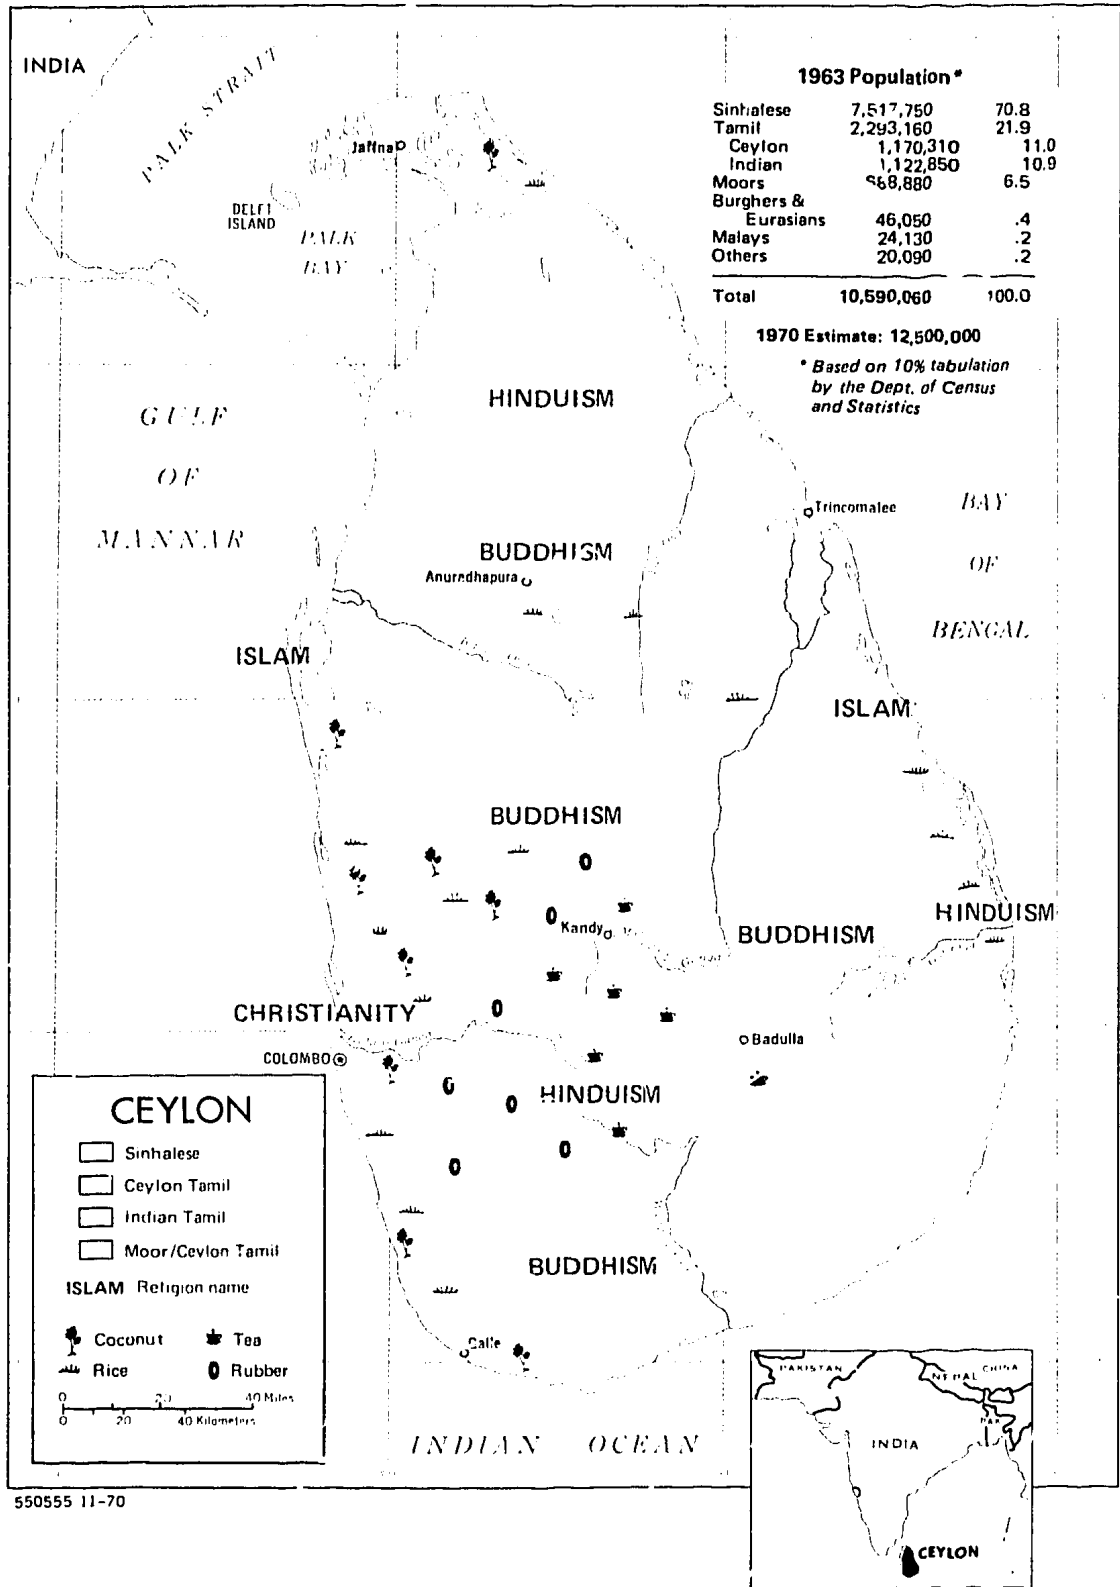 INDIA
PALK STRAIT
Jaffna
DELFT
ISLAND
PALK
BAY
1963 Population*
Sinhalese 7,517,750 70.8
Tamil 2,293,160 21.9
Ceylon 1,170,310 11.0
Indian 1,122,850 10.9
Moors 688,880 6.5
Burghers &
Eurasians 46,050 .4
Malays 24,130 .2
Others 20,090 .2
Total 10,590,060 100.0
1970 Estimate: 12,500,000
* Based on 10% tabulation
by the Dept. of Census
and Statistics
HINDUISM
GULF
OF
MANNAR
Trincomalee
BAY
OF
BENGAL
BUDDHISM
Anuradhapura
ISLAM
ISLAM
BUDDHISM
HINDUISM
Kandy
BUDDHISM
CHRISTIANITY
COLOMBO
Badulla
HINDUISM
BUDDHISM
Galle
INDIAN OCEAN
CEYLON
Sinhalese
Ceylon Tamil
Indian Tamil
Moor/Ceylon Tamil
ISLAM Religion name
Coconut Tea
Rice Rubber
0 20 40 Miles
0 20 40 Kilometers
550555 11-70
PAKISTAN
NEPAL
CHINA
PAK
INDIA
CEYLON